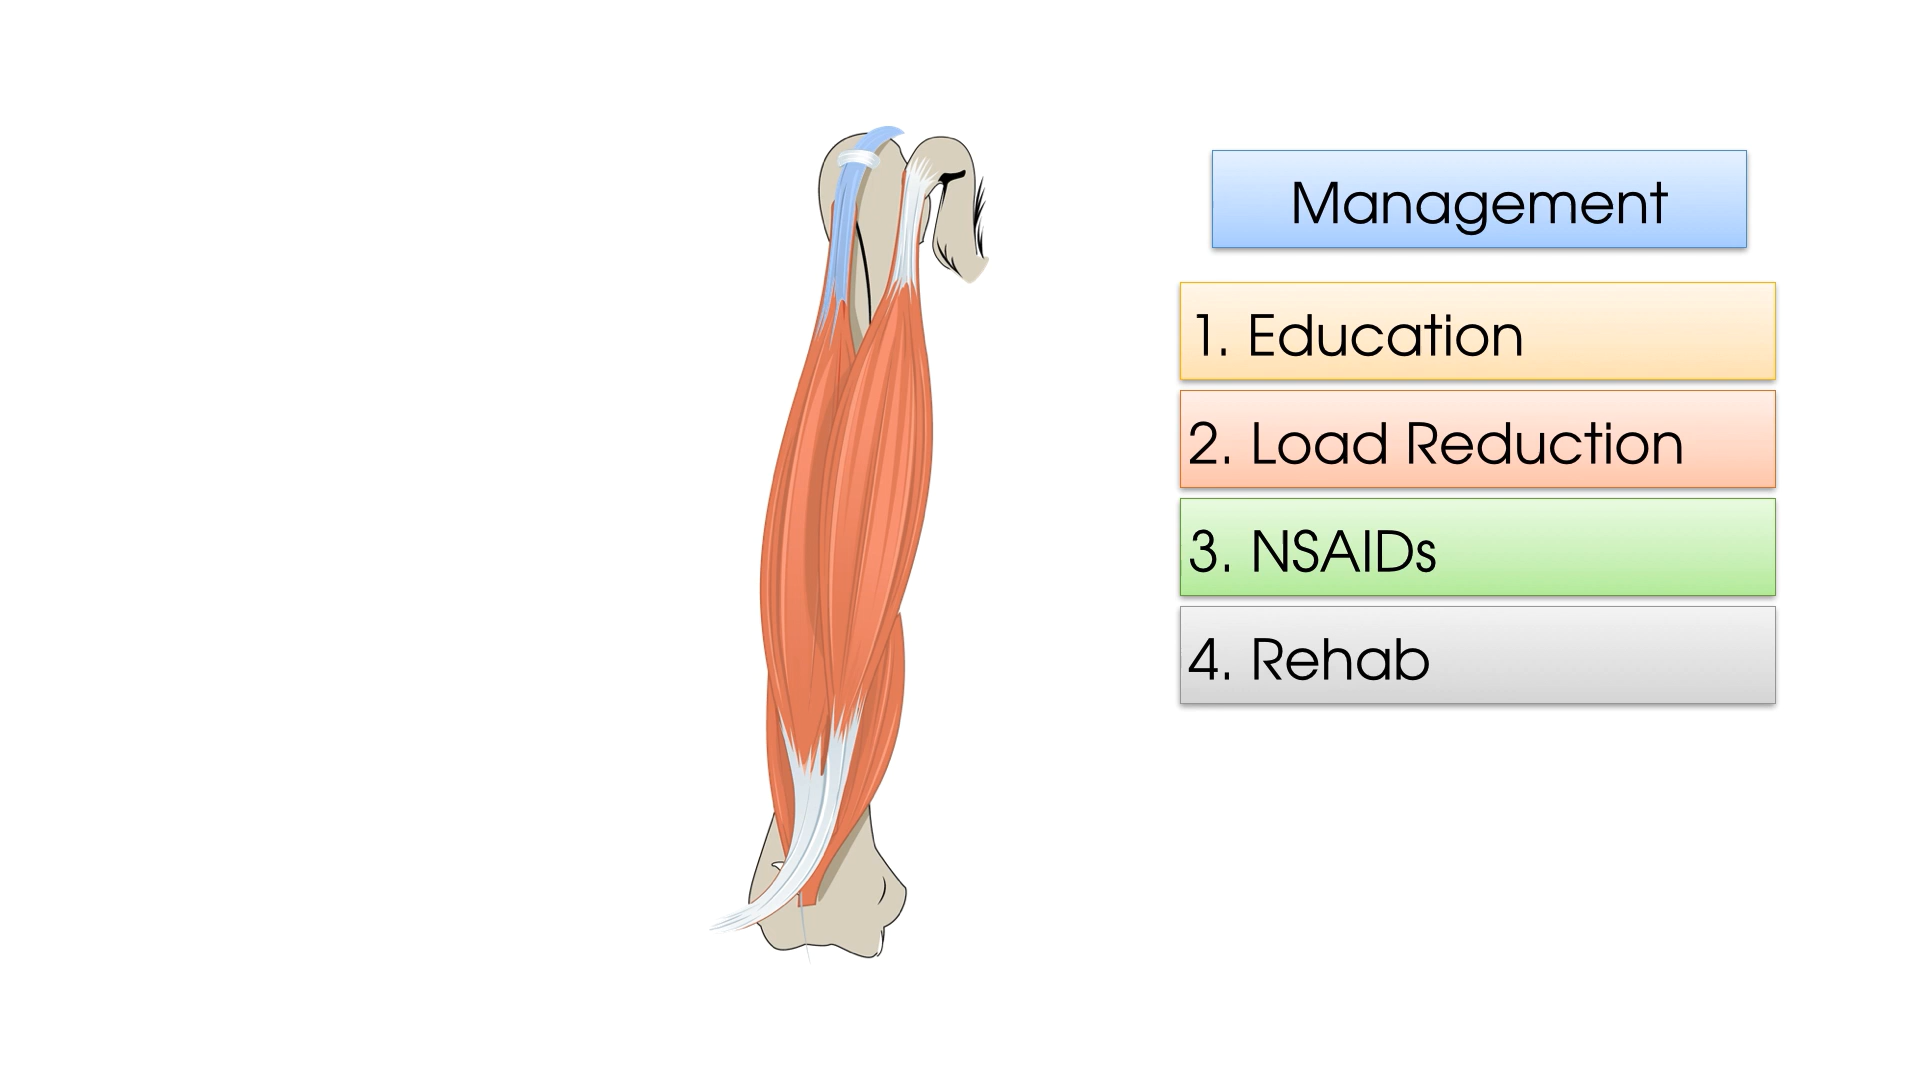 Management
1. Education
2. Load Reduction
3. NSAIDs
4. Rehab